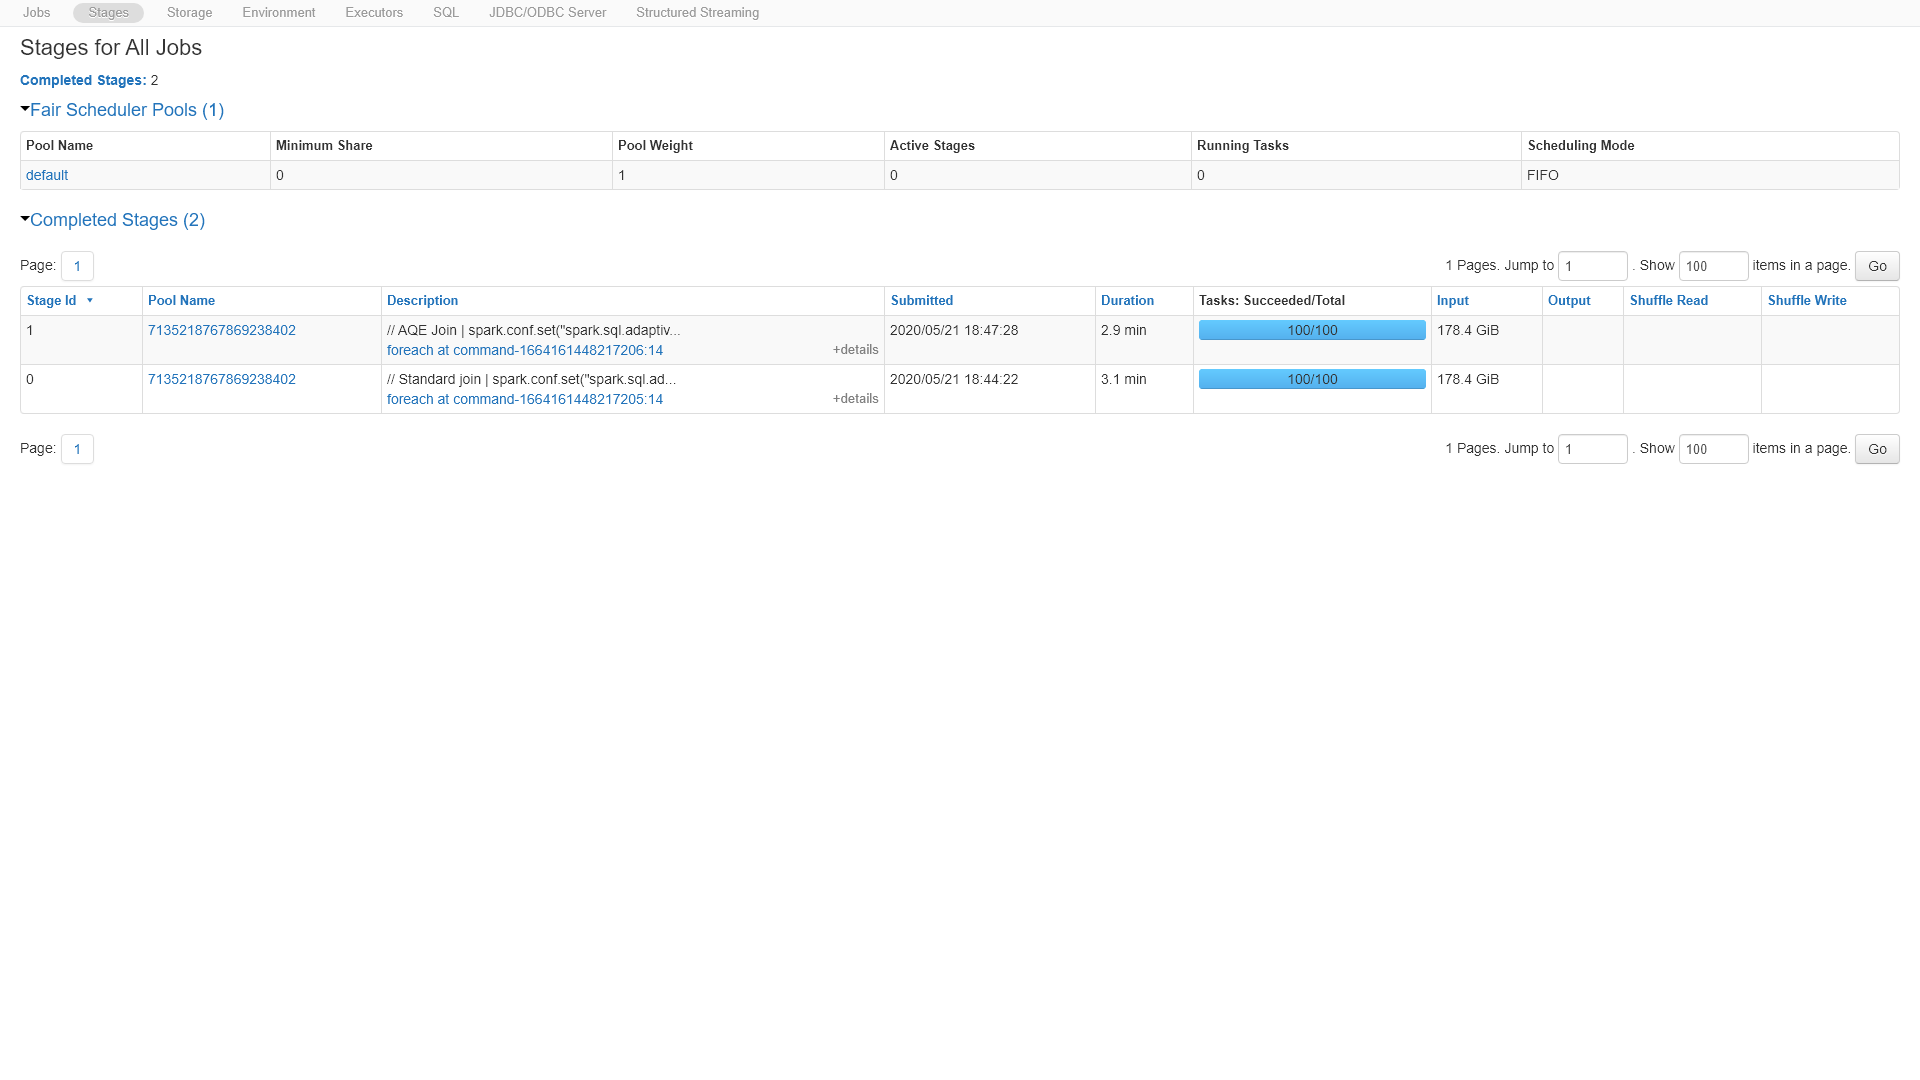 Jobs Stages Storage Environment Executors SQL JDBC/ODBC Server Structured Streaming
Stages for All Jobs
Completed Stages: 2
Fair Scheduler Pools (1)
Pool Name Minimum Share Pool Weight Active Stages Running Tasks Scheduling Mode
default 0 1 0 0 FIFO
Completed Stages (2)
Page: 1 1 Pages. Jump to 1 . Show 100 items in a page. Go
Stage Id ▾ Pool Name Description Submitted Duration Tasks: Succeeded/Total Input Output Shuffle Read Shuffle Write
1 7135218767869238402 // AQE Join | spark.conf.set("spark.sql.adaptiv... 2020/05/21 18:47:28 2.9 min 100/100 178.4 GiB
foreach at command-1664161448217206:14 +details
0 7135218767869238402 // Standard join | spark.conf.set("spark.sql.ad... 2020/05/21 18:44:22 3.1 min 100/100 178.4 GiB
foreach at command-1664161448217205:14 +details
Page: 1 1 Pages. Jump to 1 . Show 100 items in a page. Go